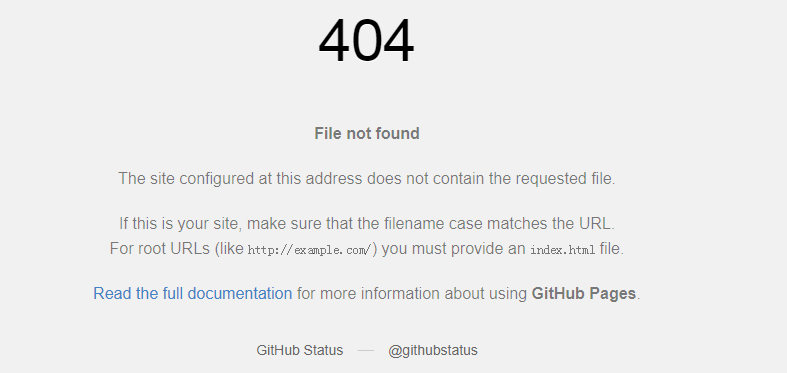 404
File not found
The site configured at this address does not contain the requested file.
If this is your site, make sure that the filename case matches the URL.
For root URLs (like http://example.com/) you must provide an index.html file.
Read the full documentation for more information about using GitHub Pages.
GitHub Status — @githubstatus